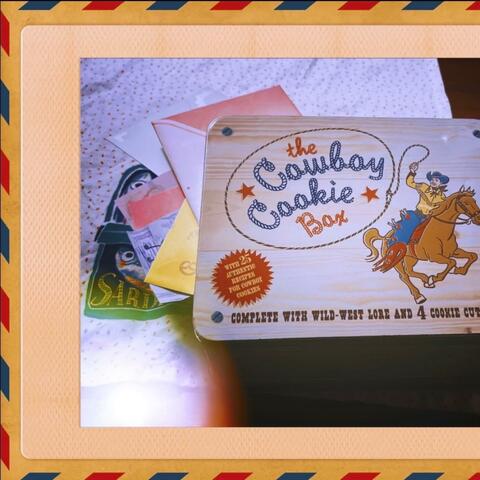 the
Cowboy
Cookie
Box
WITH 25
AUTHENTIC
RECIPES
FOR COWBOY
COOKIES
COMPLETE WITH WILD-WEST LORE AND 4 COOKIE CUT